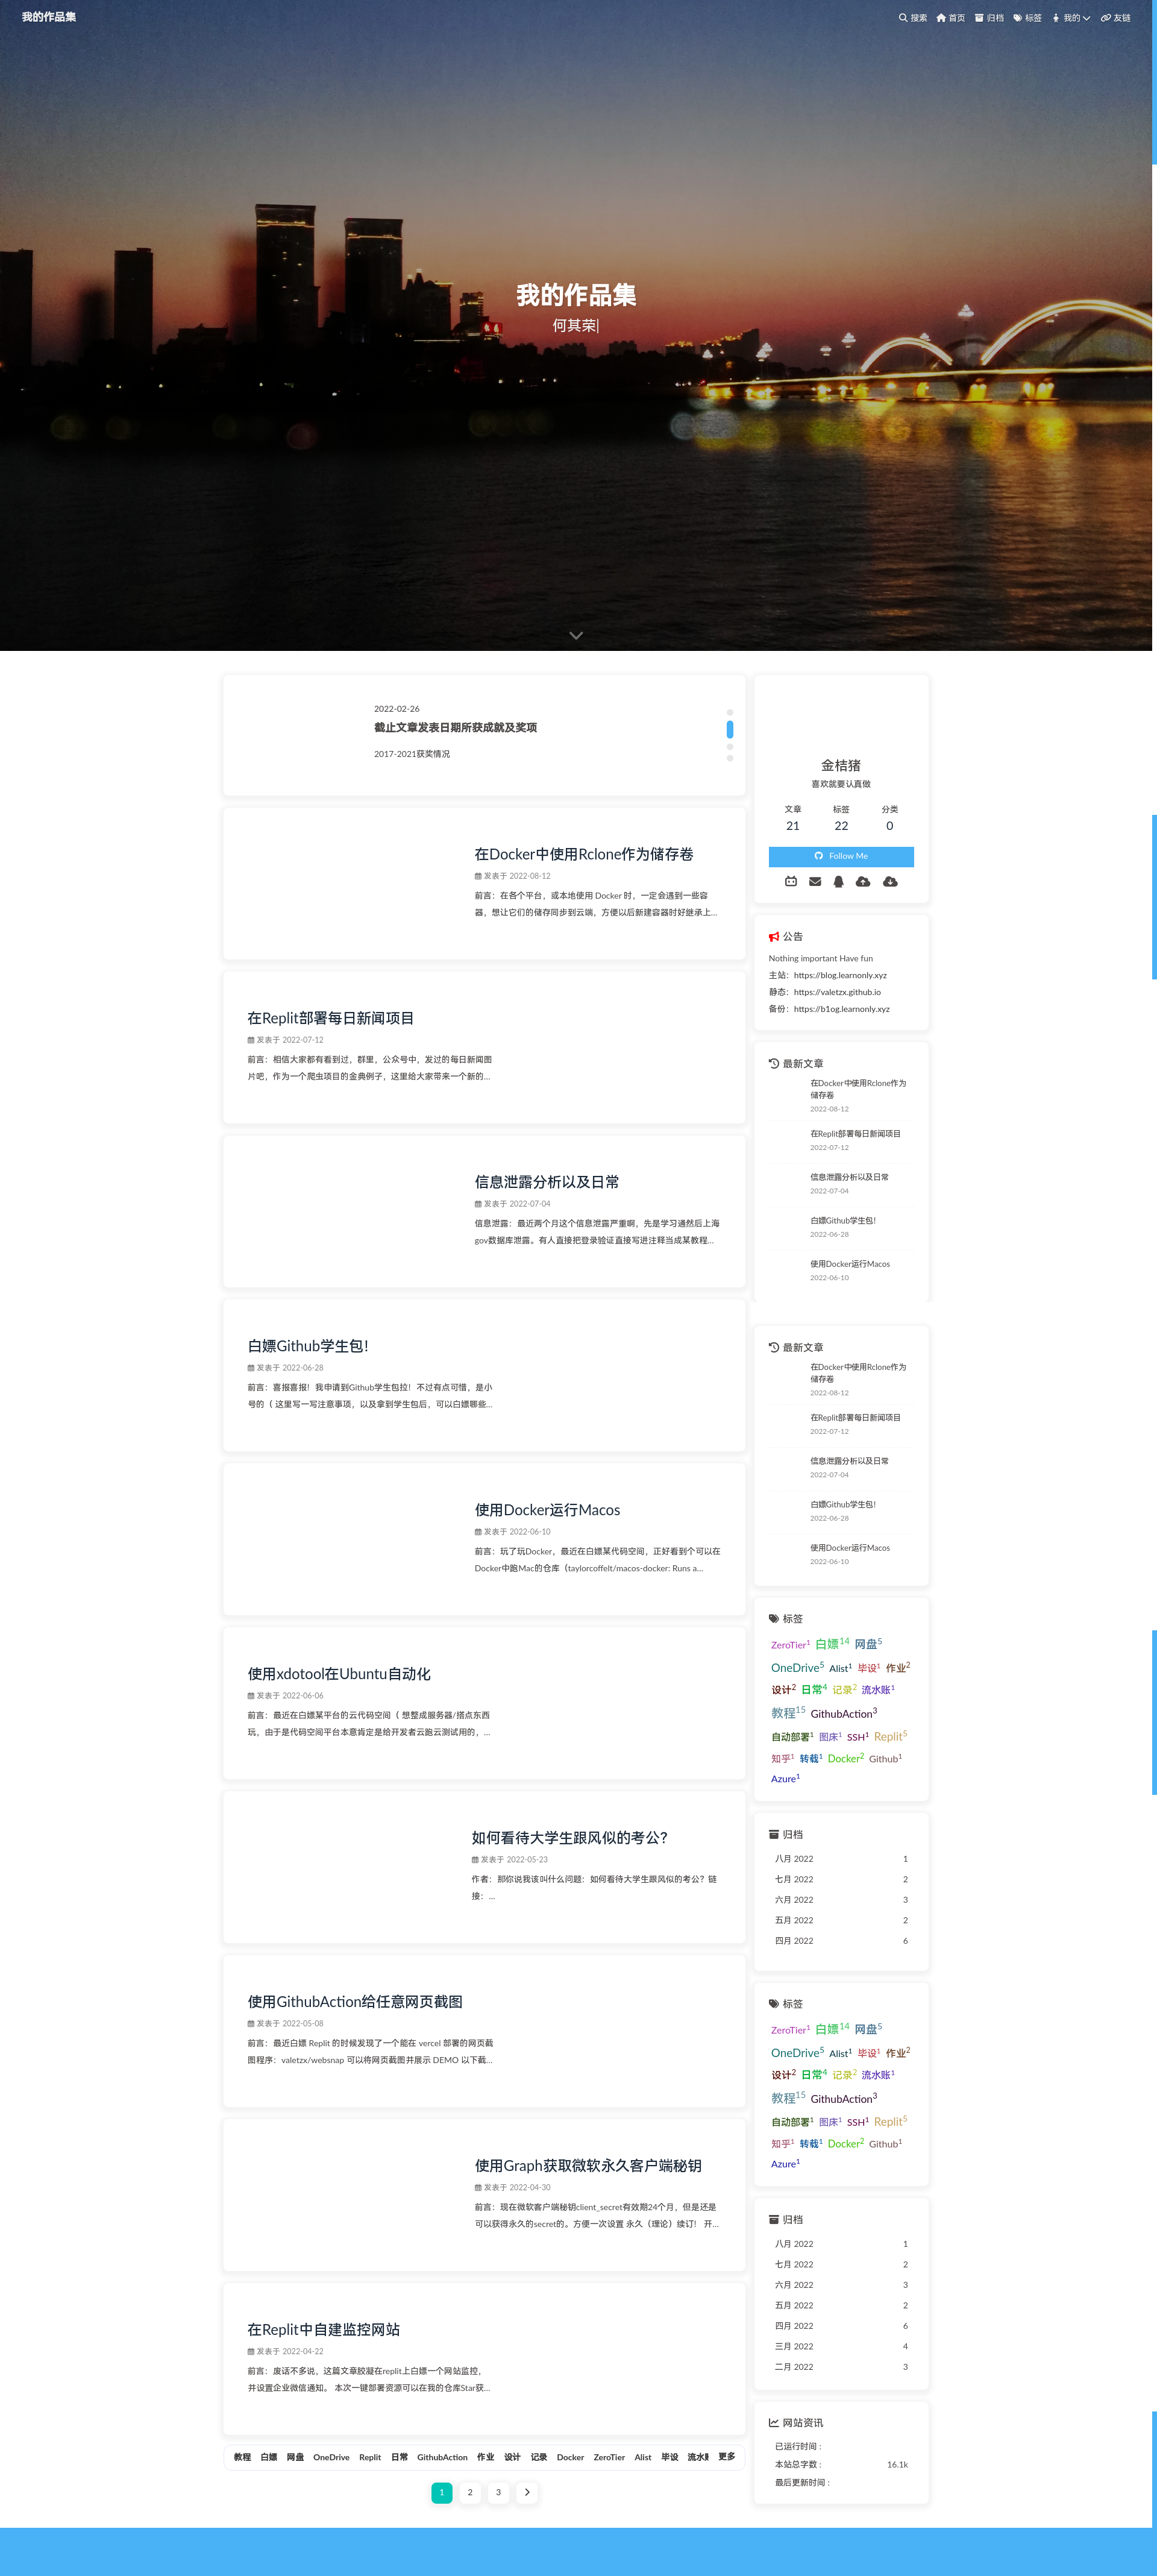 我的作品集
搜索 首页 归档 标签 我的 友链
我的作品集
何其荣|
2022-02-26
截止文章发表日期所获成就及奖项
2017-2021获奖情况
在Docker中使用Rclone作为储存卷
发表于 2022-08-12
前言：在各个平台，或本地使用 Docker 时，一定会遇到一些容
器，想让它们的储存同步到云端，方便以后新建容器时好继承上...
在Replit部署每日新闻项目
发表于 2022-07-12
前言：相信大家都有看到过，群里，公众号中，发过的每日新闻图
片吧，作为一个爬虫项目的金典例子，这里给大家带来一个新的...
信息泄露分析以及日常
发表于 2022-07-04
信息泄露：最近两个月这个信息泄露严重啊，先是学习通然后上海
gov数据库泄露。有人直接把登录验证直接写进注释当成某教程...
白嫖Github学生包！
发表于 2022-06-28
前言：喜报喜报！我申请到Github学生包拉！不过有点可惜，是小
号的（ 这里写一写注意事项，以及拿到学生包后，可以白嫖哪些...
使用Docker运行Macos
发表于 2022-06-10
前言：玩了玩Docker，最近在白嫖某代码空间，正好看到个可以在
Docker中跑Mac的仓库（taylorcoffelt/macos-docker: Runs a...
使用xdotool在Ubuntu自动化
发表于 2022-06-06
前言：最近在白嫖某平台的云代码空间（ 想整成服务器/搭点东西
玩，由于是代码空间平台本意肯定是给开发者云跑云测试用的，...
如何看待大学生跟风似的考公？
发表于 2022-05-23
作者：那你说我该叫什么问题：如何看待大学生跟风似的考公？链
接：...
使用GithubAction给任意网页截图
发表于 2022-05-08
前言：最近白嫖 Replit 的时候发现了一个能在 vercel 部署的网页截
图程序：valetzx/websnap 可以将网页截图并展示 DEMO 以下截...
使用Graph获取微软永久客户端秘钥
发表于 2022-04-30
前言：现在微软客户端秘钥client_secret有效期24个月，但是还是
可以获得永久的secret的。方便一次设置 永久（理论）续订！ 开...
在Replit中自建监控网站
发表于 2022-04-22
前言：废话不多说，这篇文章胶凝在replit上白嫖一个网站监控，
并设置企业微信通知。 本次一键部署资源可以在我的仓库Star获...
教程 白嫖 网盘 OneDrive Replit 日常 GithubAction 作业 设计 记录 Docker ZeroTier Alist 毕设 流水账 更多
1 2 3
金桔猪
喜欢就要认真做
文章 标签 分类
21 22 0
Follow Me
公告
Nothing important Have fun
主站：https://blog.learnonly.xyz
静态：https://valetzx.github.io
备份：https://b1og.learnonly.xyz
最新文章
在Docker中使用Rclone作为
储存卷
2022-08-12
在Replit部署每日新闻项目
2022-07-12
信息泄露分析以及日常
2022-07-04
白嫖Github学生包！
2022-06-28
使用Docker运行Macos
2022-06-10
最新文章
在Docker中使用Rclone作为
储存卷
2022-08-12
在Replit部署每日新闻项目
2022-07-12
信息泄露分析以及日常
2022-07-04
白嫖Github学生包！
2022-06-28
使用Docker运行Macos
2022-06-10
标签
ZeroTier1 白嫖14 网盘5
OneDrive5 Alist1 毕设1 作业2
设计2 日常4 记录2 流水账1
教程15 GithubAction3
自动部署1 图床1 SSH1 Replit5
知乎1 转载1 Docker2 Github1
Azure1
归档
八月 2022 1
七月 2022 2
六月 2022 3
五月 2022 2
四月 2022 6
标签
ZeroTier1 白嫖14 网盘5
OneDrive5 Alist1 毕设1 作业2
设计2 日常4 记录2 流水账1
教程15 GithubAction3
自动部署1 图床1 SSH1 Replit5
知乎1 转载1 Docker2 Github1
Azure1
归档
八月 2022 1
七月 2022 2
六月 2022 3
五月 2022 2
四月 2022 6
三月 2022 4
二月 2022 3
网站资讯
已运行时间 :
本站总字数 : 16.1k
最后更新时间 :